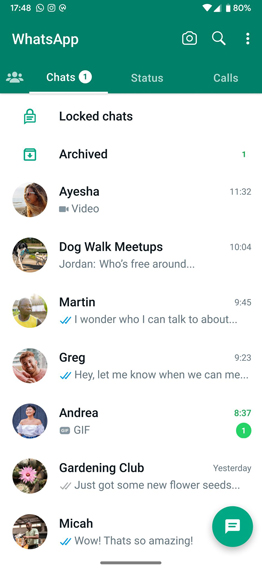 17:48 80%
WhatsApp
Chats 1 Status Calls
Locked chats
Archived 1
Ayesha 11:32
Video
Dog Walk Meetups 10:04
Jordan: Who's free around...
Martin 9:45
I wonder who I can talk to about...
Greg 9:23
Hey, let me know when we can me...
Andrea 8:37
GIF GIF 1
Gardening Club Yesterday
Just got some new flower seeds...
Micah
Wow! Thats so amazing!